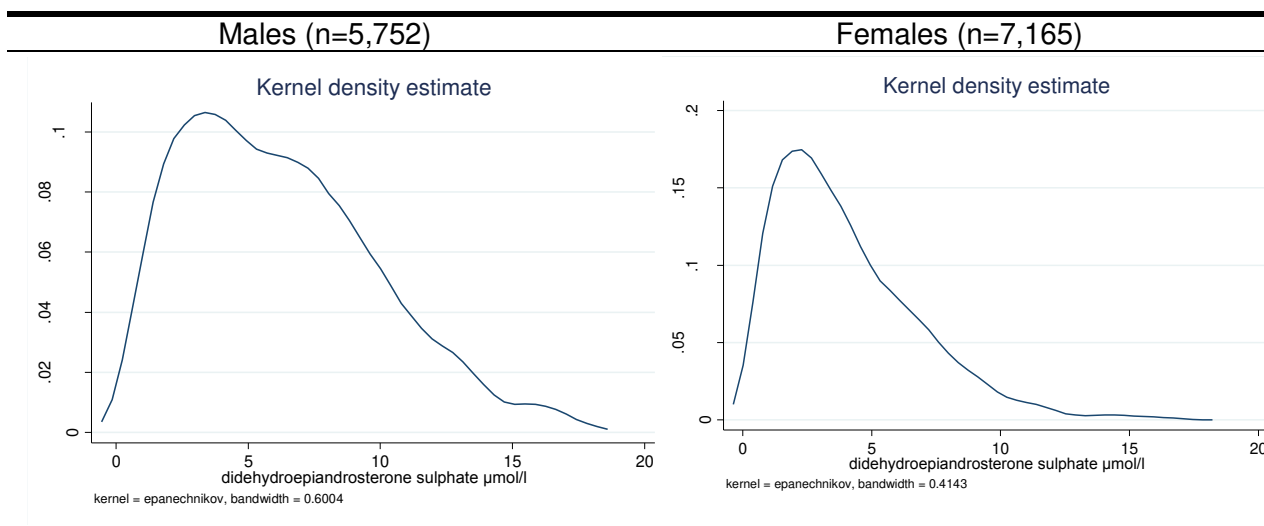 Males (n=5,752)
Females (n=7,165)
Kernel density estimate
.1
.08
.06
.04
.02
0
0 5 10 15 20
didehydroepiandrosterone sulphate µmol/l
kernel = epanechnikov, bandwidth = 0.6004
Kernel density estimate
.2
.15
.1
.05
0
0 5 10 15 20
didehydroepiandrosterone sulphate µmol/l
kernel = epanechnikov, bandwidth = 0.4143